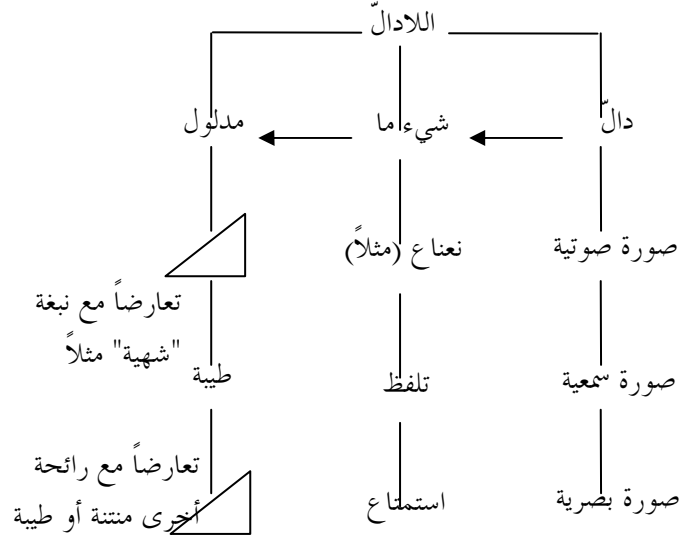 اللادالّ
دالّ
شيء ما
مدلول
صورة صوتية
نعناع (مثلاً)
تعارضاً مع نبغة
"شهية" مثلاً
صورة سمعية
تلفظ
طيبة
تعارضاً مع رائحة
أخرى منتنة أو طيبة
صورة بصرية
استمتاع